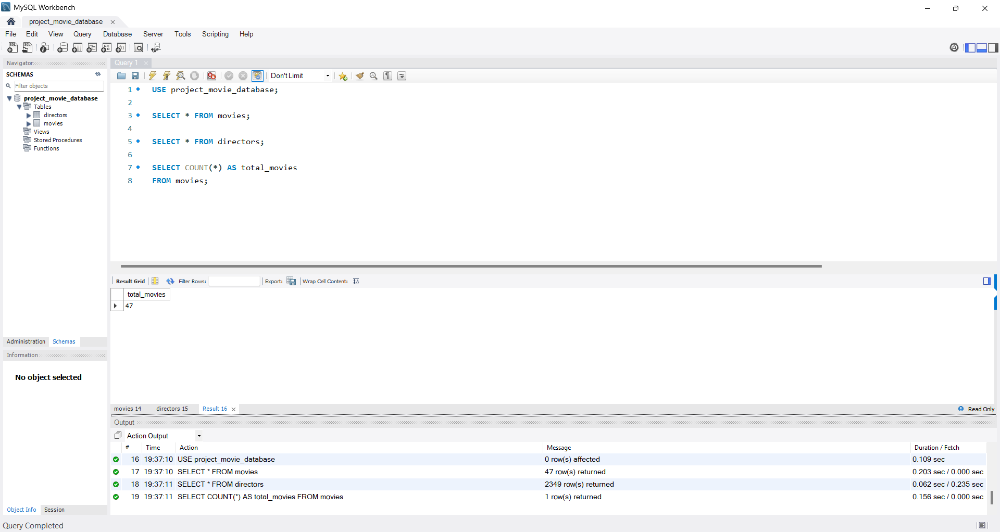 MySQL Workbench
project_movie_database
File Edit View Query Database Server Tools Scripting Help
Navigator
SCHEMAS
Filter objects
project_movie_database
Tables
directors
movies
Views
Stored Procedures
Functions
Administration Schemas
Information
No object selected
Object Info Session
Query 1
Don't Limit
1 USE project_movie_database;
2
3 SELECT * FROM movies;
4
5 SELECT * FROM directors;
6
7 SELECT COUNT(*) AS total_movies
8 FROM movies;
Result Grid Filter Rows: Export: Wrap Cell Content:
total_movies
47
movies 14 directors 15 Result 16 Read Only
Output
Action Output
# Time Action Message Duration / Fetch
16 19:37:10 USE project_movie_database 0 row(s) affected 0.109 sec
17 19:37:10 SELECT * FROM movies 47 row(s) returned 0.203 sec / 0.000 sec
18 19:37:11 SELECT * FROM directors 2349 row(s) returned 0.062 sec / 0.235 sec
19 19:37:11 SELECT COUNT(*) AS total_movies FROM movies 1 row(s) returned 0.156 sec / 0.000 sec
Query Completed